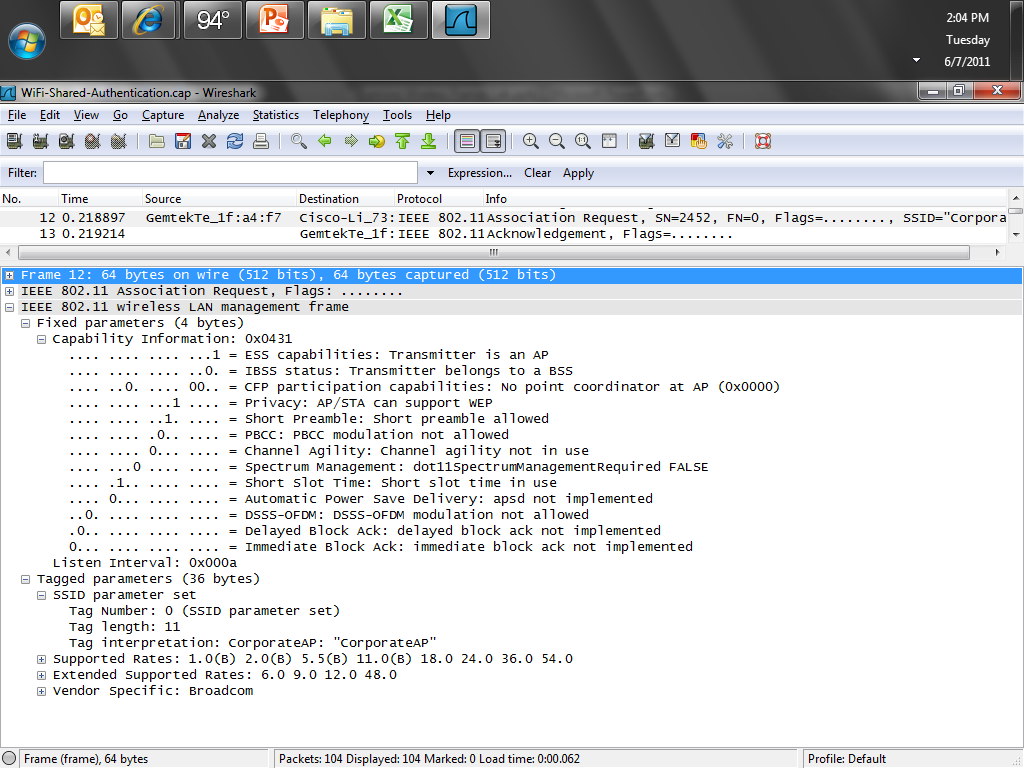 94°
2:04 PM
Tuesday
6/7/2011
WiFi-Shared-Authentication.cap - Wireshark
File Edit View Go Capture Analyze Statistics Telephony Tools Help
Filter: Expression... Clear Apply
No. Time Source Destination Protocol Info
12 0.218897 GemtekTe_1f:a4:f7 Cisco-Li_73: IEEE 802.11 Association Request, SN=2452, FN=0, Flags=........, SSID="Corpora
13 0.219214 GemtekTe_1f: IEEE 802.11 Acknowledgement, Flags=........
Frame 12: 64 bytes on wire (512 bits), 64 bytes captured (512 bits)
IEEE 802.11 Association Request, Flags: ........
IEEE 802.11 wireless LAN management frame
Fixed parameters (4 bytes)
Capability Information: 0x0431
.... .... .... ...1 = ESS capabilities: Transmitter is an AP
.... .... .... ..0. = IBSS status: Transmitter belongs to a BSS
.... ..0. .... 00.. = CFP participation capabilities: No point coordinator at AP (0x0000)
.... .... ...1 .... = Privacy: AP/STA can support WEP
.... .... ..1. .... = Short Preamble: Short preamble allowed
.... .... .0.. .... = PBCC: PBCC modulation not allowed
.... .... 0... .... = Channel Agility: Channel agility not in use
.... ...0 .... .... = Spectrum Management: dot11SpectrumManagementRequired FALSE
.... .1.. .... .... = Short Slot Time: Short slot time in use
.... 0... .... .... = Automatic Power Save Delivery: apsd not implemented
..0. .... .... .... = DSSS-OFDM: DSSS-OFDM modulation not allowed
.0.. .... .... .... = Delayed Block Ack: delayed block ack not implemented
0... .... .... .... = Immediate Block Ack: immediate block ack not implemented
Listen Interval: 0x000a
Tagged parameters (36 bytes)
SSID parameter set
Tag Number: 0 (SSID parameter set)
Tag length: 11
Tag interpretation: CorporateAP: "CorporateAP"
Supported Rates: 1.0(B) 2.0(B) 5.5(B) 11.0(B) 18.0 24.0 36.0 54.0
Extended Supported Rates: 6.0 9.0 12.0 48.0
Vendor Specific: Broadcom
Frame (frame), 64 bytes
Packets: 104 Displayed: 104 Marked: 0 Load time: 0:00.062
Profile: Default